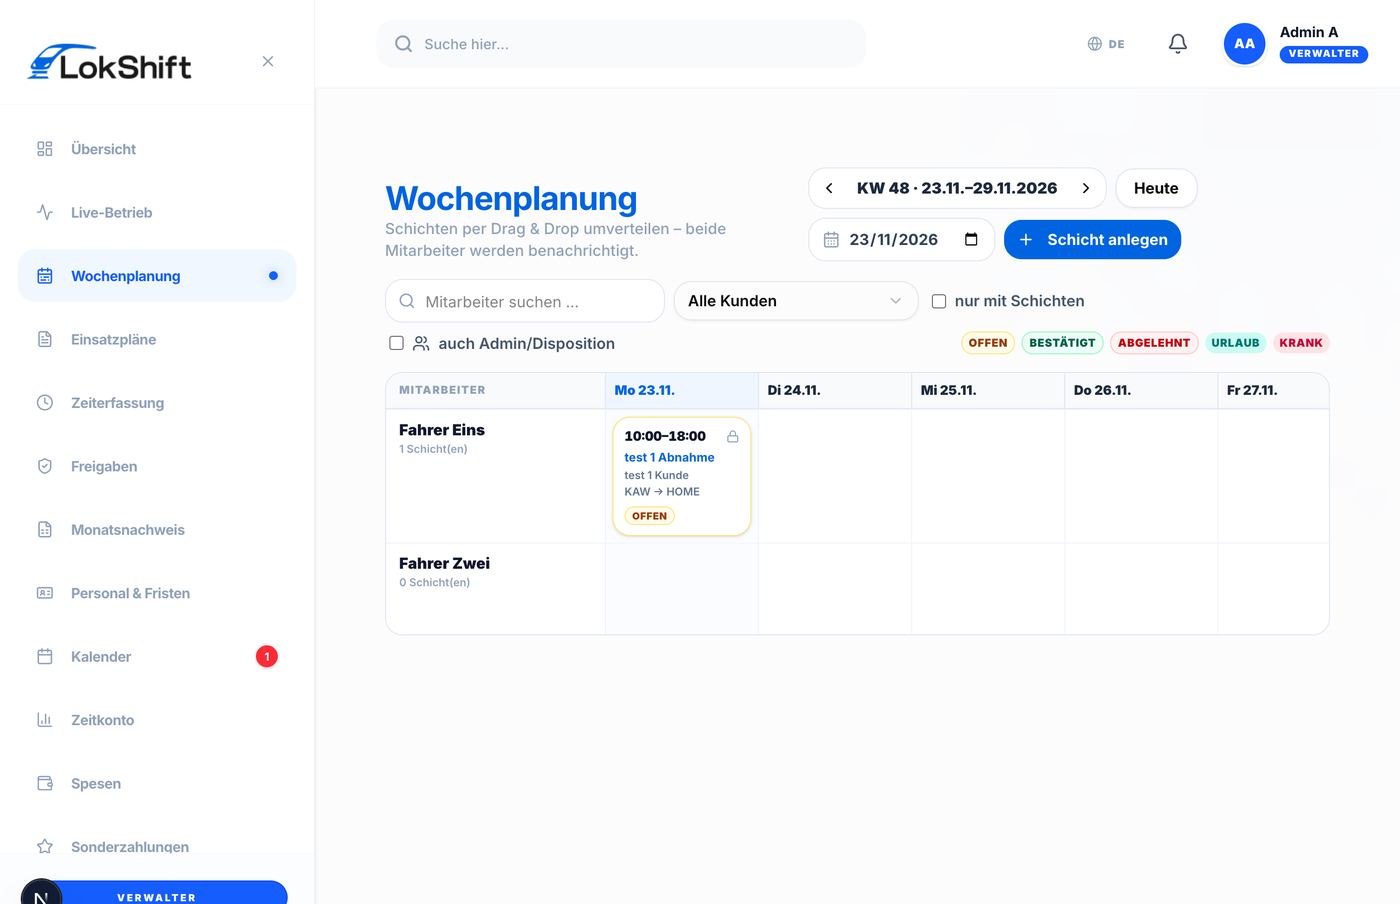 LokShift
Suche hier...
DE
AA
Admin A
VERWALTER
Übersicht
Live-Betrieb
Wochenplanung
Einsatzpläne
Zeiterfassung
Freigaben
Monatsnachweis
Personal & Fristen
Kalender
1
Zeitkonto
Spesen
Sonderzahlungen
N
VERWALTER
Wochenplanung
Schichten per Drag & Drop umverteilen – beide
Mitarbeiter werden benachrichtigt.
KW 48 · 23.11.–29.11.2026
Heute
23/11/2026
+ Schicht anlegen
Mitarbeiter suchen ...
Alle Kunden
nur mit Schichten
auch Admin/Disposition
OFFEN
BESTÄTIGT
ABGELEHNT
URLAUB
KRANK
MITARBEITER
Mo 23.11.
Di 24.11.
Mi 25.11.
Do 26.11.
Fr 27.11.
Fahrer Eins
1 Schicht(en)
10:00–18:00
test 1 Abnahme
test 1 Kunde
KAW → HOME
OFFEN
Fahrer Zwei
0 Schicht(en)